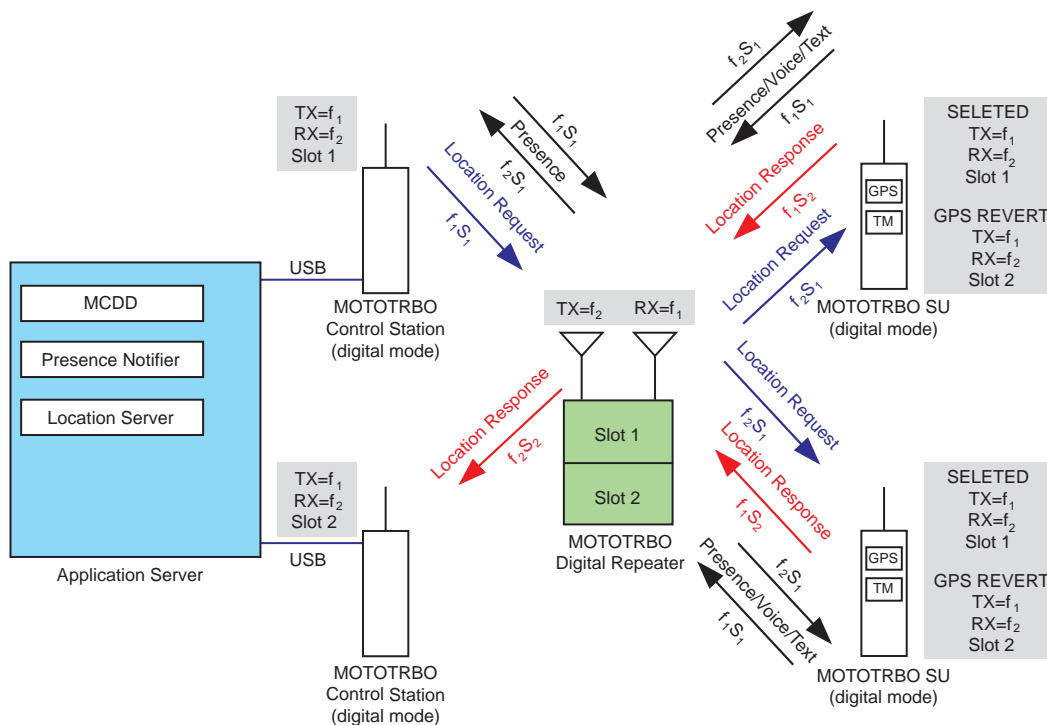 TX=f1
RX=f2
Slot 1
USB
MCDD
Presence Notifier
Location Server
Application Server
MOTOTRBO
Control Station
(digital mode)
TX=f1
RX=f2
Slot 2
USB
MOTOTRBO
Control Station
(digital mode)
Location Request
f1S1
f1S1
Presence
f2S1
Location Response
f2S2
TX=f2 RX=f1
Slot 1
Slot 2
MOTOTRBO
Digital Repeater
f2S1
Presence/Voice/Text
f1S1
Location Response
f1S2
Location Request
f2S1
GPS
TM
MOTOTRBO SU
(digital mode)
SELETED
TX=f1
RX=f2
Slot 1
GPS REVERT
TX=f1
RX=f2
Slot 2
Location Request
f2S1
Location Response
f1S2
f2S1
Presence/Voice/Text
f1S1
GPS
TM
MOTOTRBO SU
(digital mode)
SELETED
TX=f1
RX=f2
Slot 1
GPS REVERT
TX=f1
RX=f2
Slot 2